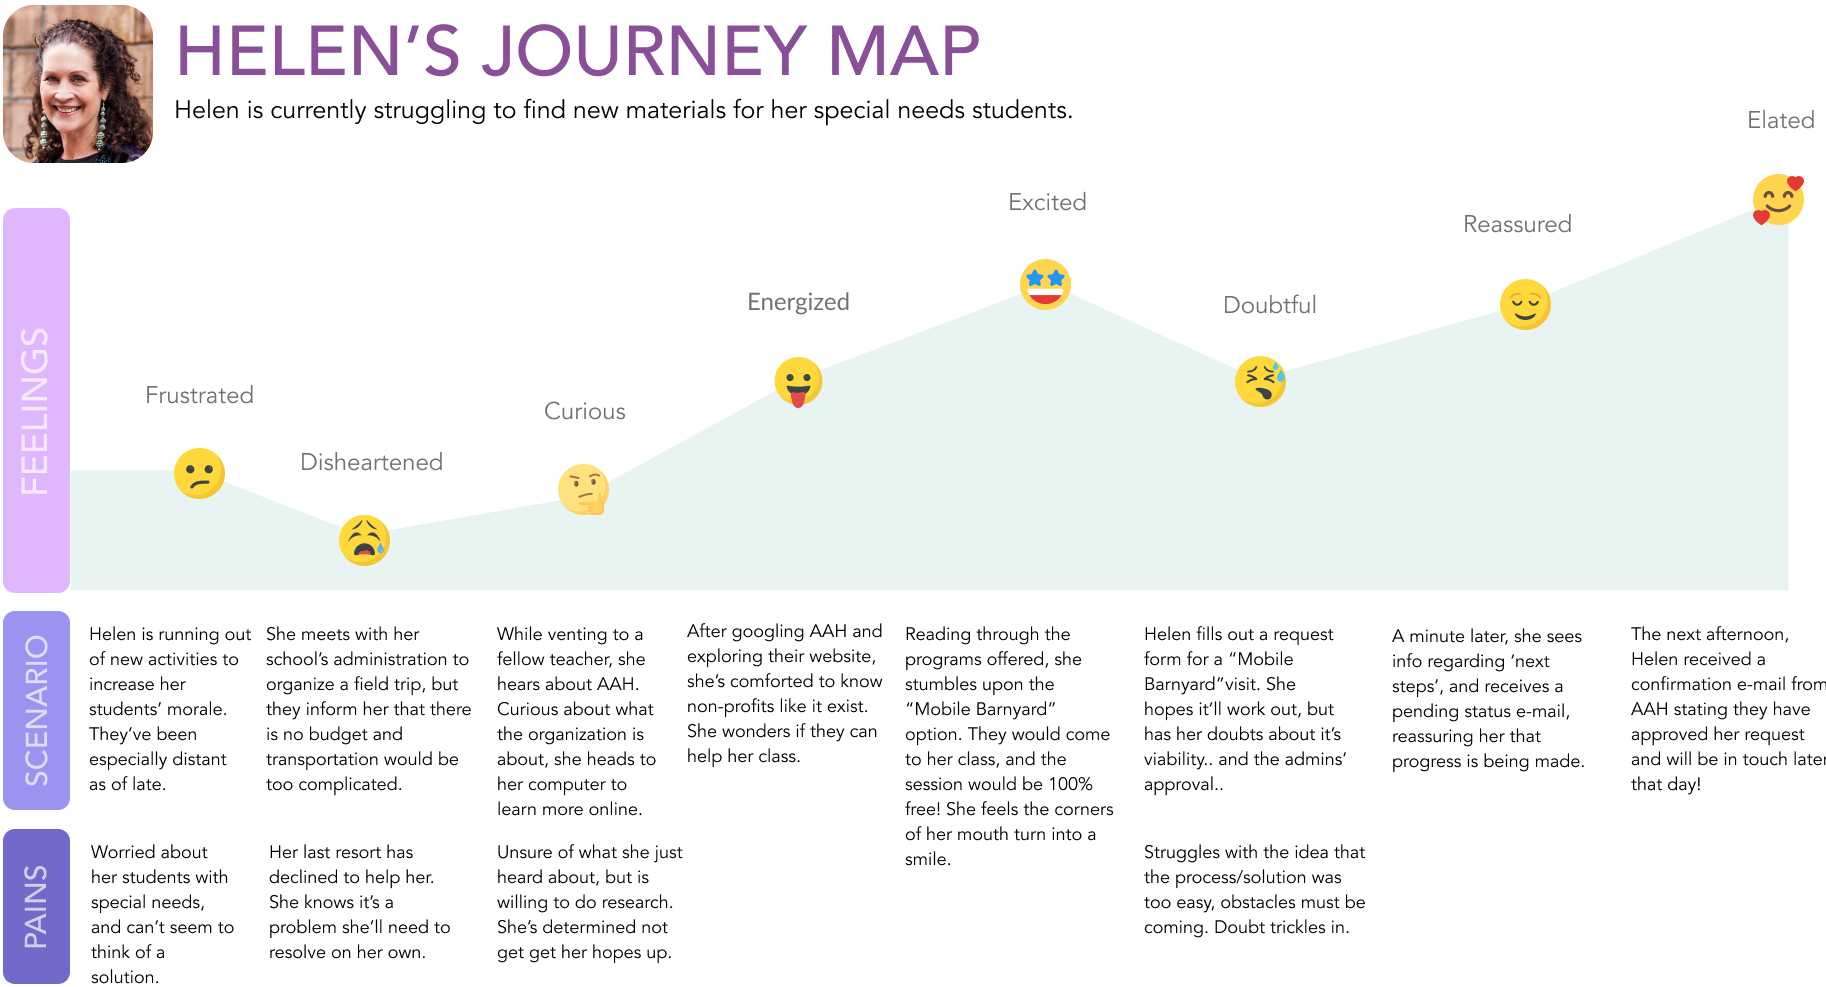 HELEN’S JOURNEY MAP
Helen is currently struggling to find new materials for her special needs students.
FEELINGS
Frustrated
Disheartened
Curious
Energized
Excited
Doubtful
Reassured
Elated
SCENARIO
Helen is running out
of new activities to
increase her
students’ morale.
They’ve been
especially distant
as of late.
She meets with her
school’s administration to
organize a field trip, but
they inform her that there
is no budget and
transportation would be
too complicated.
While venting to a
fellow teacher, she
hears about AAH.
Curious about what
the organization is
about, she heads to
her computer to
learn more online.
After googling AAH and
exploring their website,
she’s comforted to know
non-profits like it exist.
She wonders if they can
help her class.
Reading through the
programs offered, she
stumbles upon the
“Mobile Barnyard”
option. They would come
to her class, and the
session would be 100%
free! She feels the corners
of her mouth turn into a
smile.
Helen fills out a request
form for a “Mobile
Barnyard”visit. She
hopes it’ll work out, but
has her doubts about it’s
viability.. and the admins’
approval..
A minute later, she sees
info regarding ‘next
steps’, and receives a
pending status e-mail,
reassuring her that
progress is being made.
The next afternoon,
Helen received a
confirmation e-mail from
AAH stating they have
approved her request
and will be in touch later
that day!
PAINS
Worried about
her students with
special needs,
and can’t seem to
think of a
solution.
Her last resort has
declined to help her.
She knows it’s a
problem she’ll need to
resolve on her own.
Unsure of what she just
heard about, but is
willing to do research.
She’s determined not
get get her hopes up.
Struggles with the idea that
the process/solution was
too easy, obstacles must be
coming. Doubt trickles in.